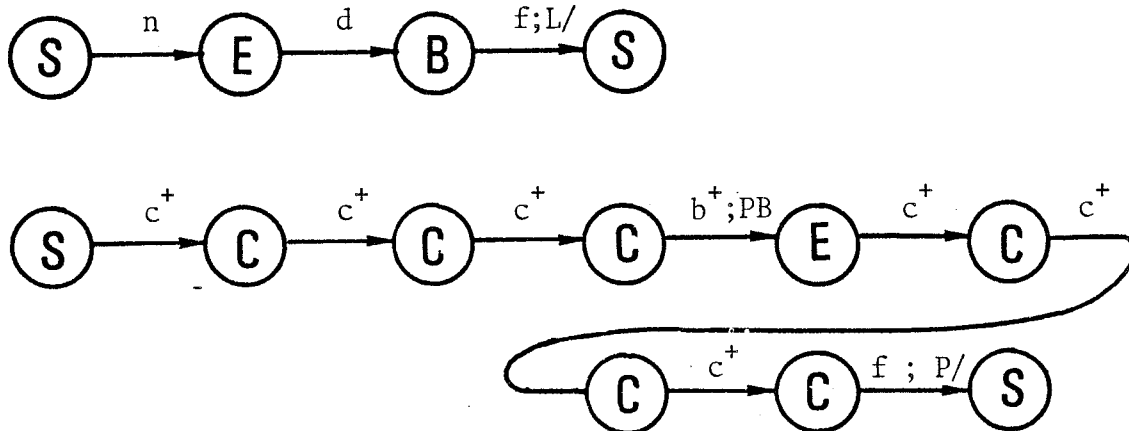 n d f;L/
S E B S
c+ c+ c+ b+;PB c+ c+
S C C C E C
c+ f ; P/
C C S